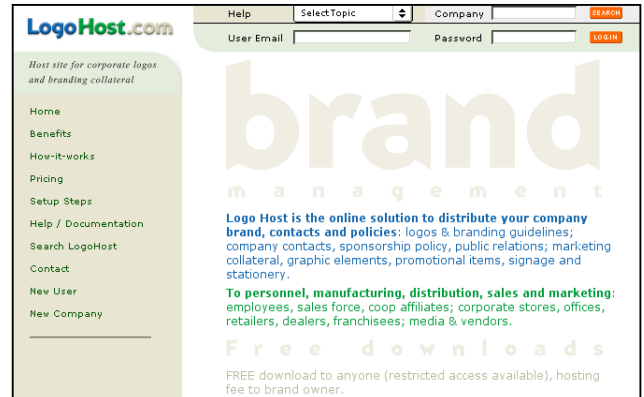 LogoHost.com
Help SelectTopic Company SEARCH
User Email Password LOGIN
Host site for corporate logos
and branding collateral
Home
Benefits
How-it-works
Pricing
Setup Steps
Help / Documentation
Search LogoHost
Contact
New User
New Company
brand
management
Logo Host is the online solution to distribute your company
brand, contacts and policies: logos & branding guidelines;
company contacts, sponsorship policy, public relations; marketing
collateral, graphic elements, promotional items, signage and
stationery.
To personnel, manufacturing, distribution, sales and marketing:
employees, sales force, coop affiliates; corporate stores, offices,
retailers, dealers, franchisees; media & vendors.
Free downloads
FREE download to anyone (restricted access available), hosting
fee to brand owner.